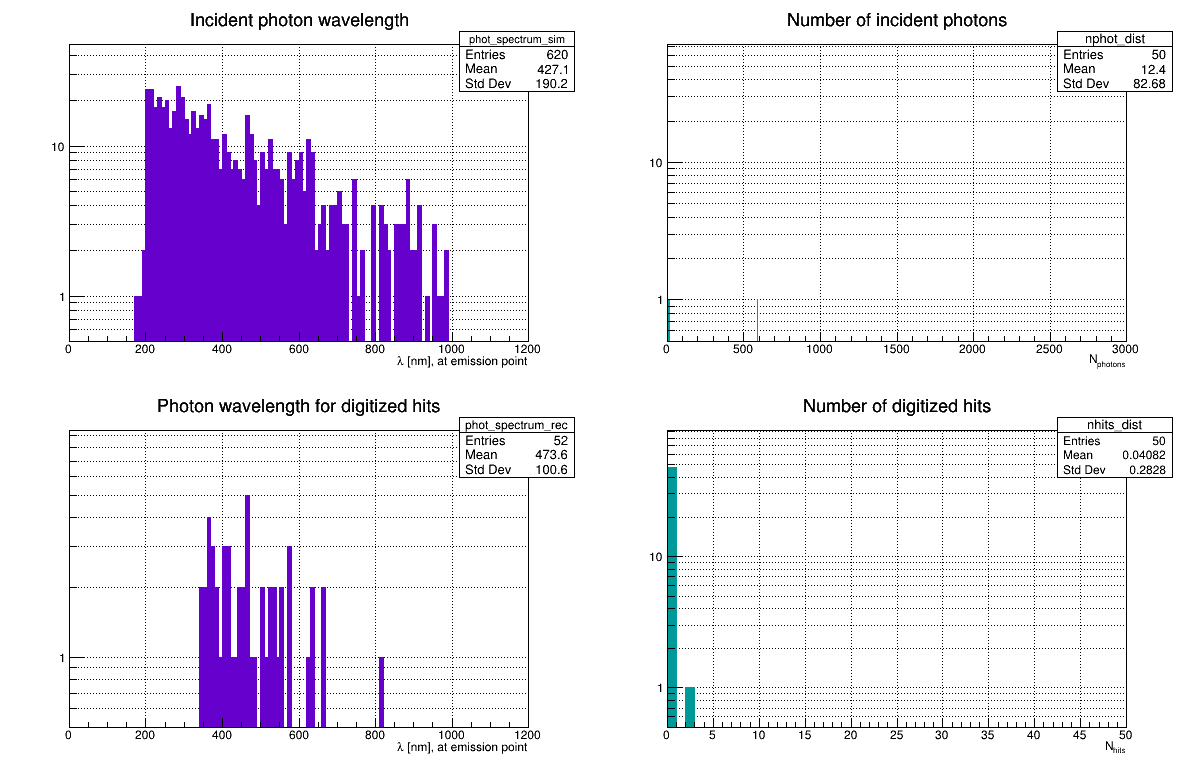 Incident photon wavelength
phot_spectrum_sim
Entries 620
Mean 427.1
Std Dev 190.2
10
1
0 200 400 600 800 1000 1200
λ [nm], at emission point
Number of incident photons
nphot_dist
Entries 50
Mean 12.4
Std Dev 82.68
10
1
0 500 1000 1500 2000 2500 3000
Nphotons
Photon wavelength for digitized hits
phot_spectrum_rec
Entries 52
Mean 473.6
Std Dev 100.6
1
0 200 400 600 800 1000 1200
λ [nm], at emission point
Number of digitized hits
nhits_dist
Entries 50
Mean 0.04082
Std Dev 0.2828
10
1
0 5 10 15 20 25 30 35 40 45 50
Nhits